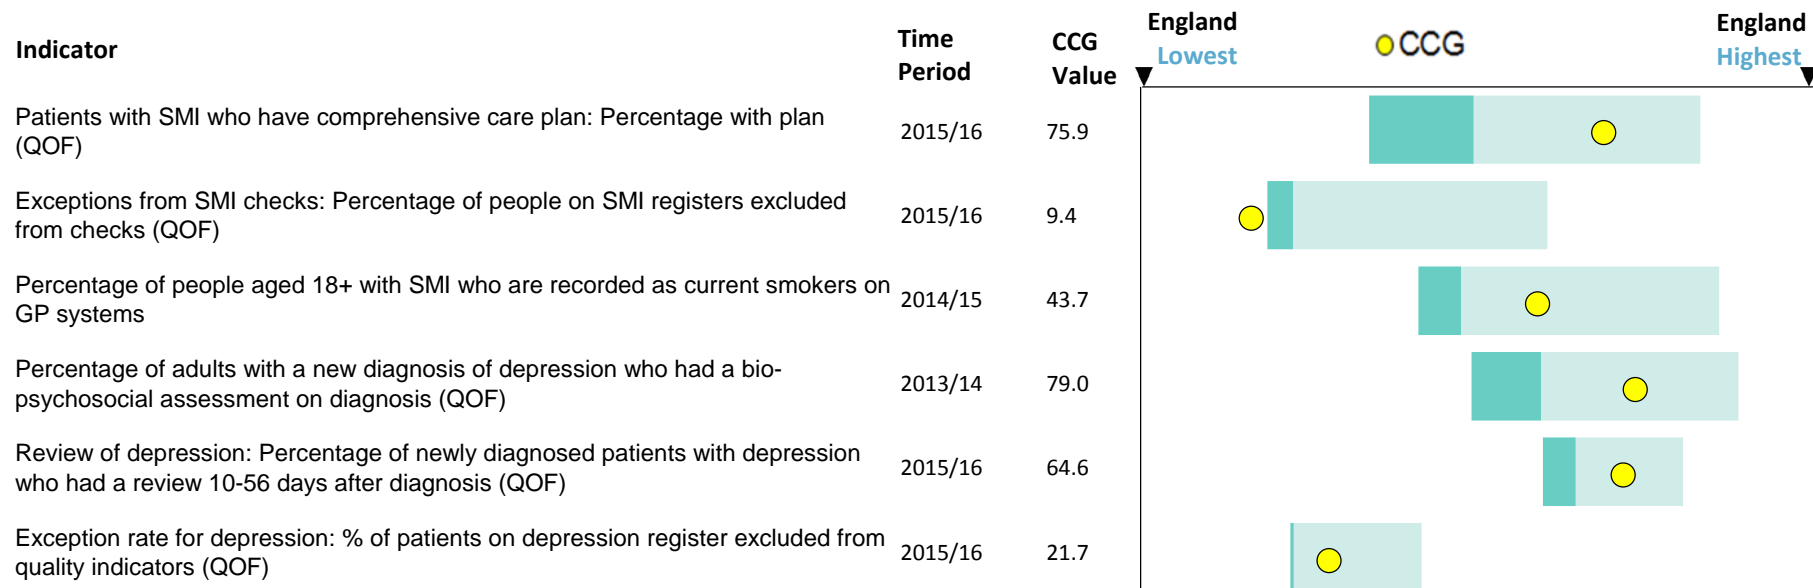 Indicator
Time
Period
CCG
Value
England
Lowest
CCG
England
Highest
Patients with SMI who have comprehensive care plan: Percentage with plan
(QOF)
2015/16
75.9
Exceptions from SMI checks: Percentage of people on SMI registers excluded
from checks (QOF)
2015/16
9.4
Percentage of people aged 18+ with SMI who are recorded as current smokers on
GP systems
2014/15
43.7
Percentage of adults with a new diagnosis of depression who had a bio-
psychosocial assessment on diagnosis (QOF)
2013/14
79.0
Review of depression: Percentage of newly diagnosed patients with depression
who had a review 10-56 days after diagnosis (QOF)
2015/16
64.6
Exception rate for depression: % of patients on depression register excluded from
quality indicators (QOF)
2015/16
21.7